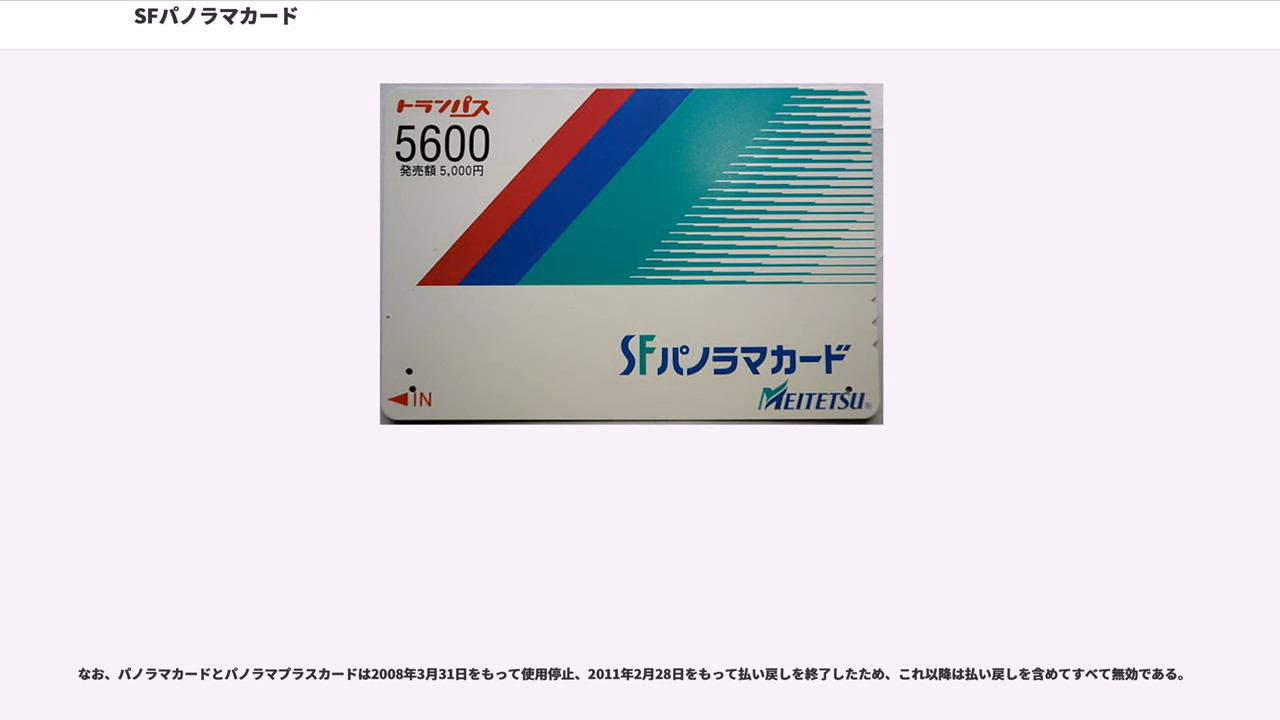 SFパノラマカード
トランパス
5600
発売額 5,000円
SFパノラマカード
IN
MEITETSU®
なお、パノラマカードとパノラマプラスカードは2008年3月31日をもって使用停止、2011年2月28日をもって払い戻しを終了したため、これ以降は払い戻しを含めてすべて無効である。